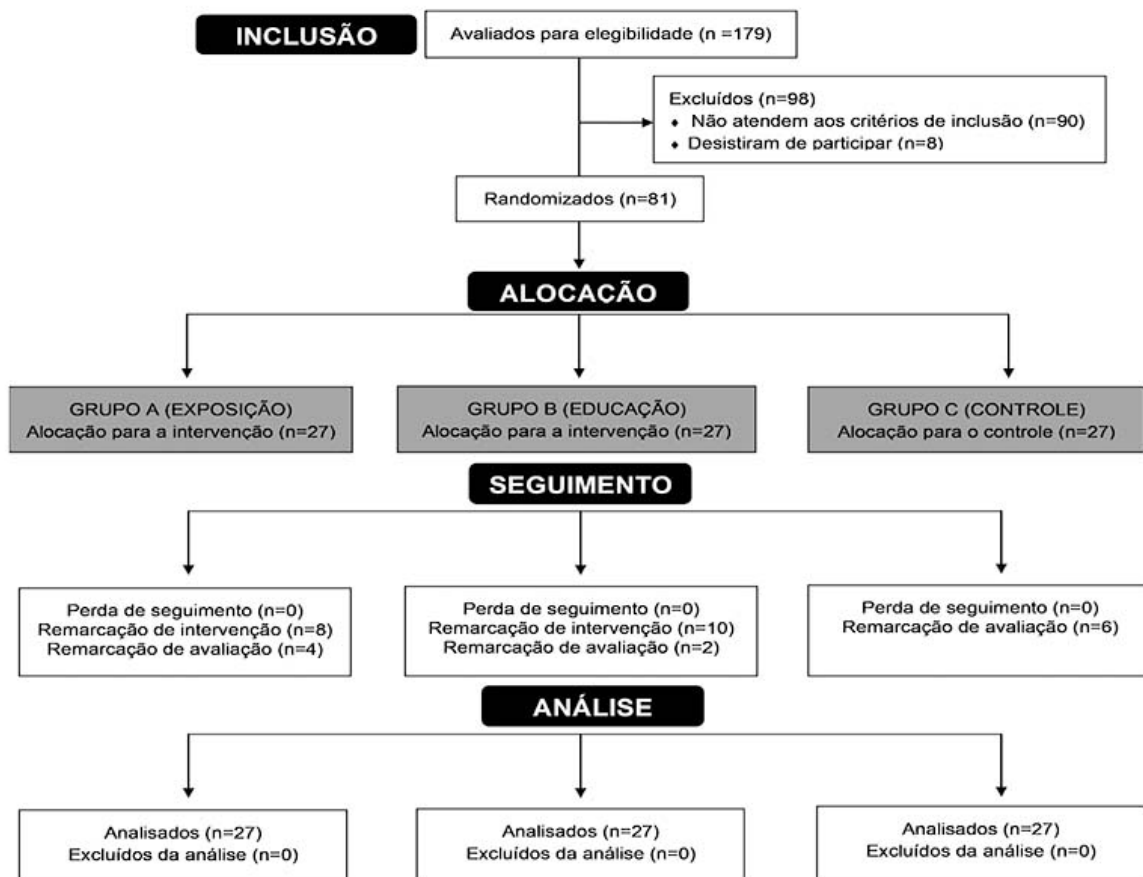 INCLUSÃO
Avaliados para elegibilidade (n =179)
Excluídos (n=98)
♦ Não atendem aos critérios de inclusão (n=90)
♦ Desistiram de participar (n=8)
Randomizados (n=81)
ALOCAÇÃO
GRUPO A (EXPOSIÇÃO)
Alocação para a intervenção (n=27)
GRUPO B (EDUCAÇÃO)
Alocação para a intervenção (n=27)
GRUPO C (CONTROLE)
Alocação para o controle (n=27)
SEGUIMENTO
Perda de seguimento (n=0)
Remarcação de intervenção (n=8)
Remarcação de avaliação (n=4)
Perda de seguimento (n=0)
Remarcação de intervenção (n=10)
Remarcação de avaliação (n=2)
Perda de seguimento (n=0)
Remarcação de avaliação (n=6)
ANÁLISE
Analisados (n=27)
Excluídos da análise (n=0)
Analisados (n=27)
Excluídos da análise (n=0)
Analisados (n=27)
Excluídos da análise (n=0)